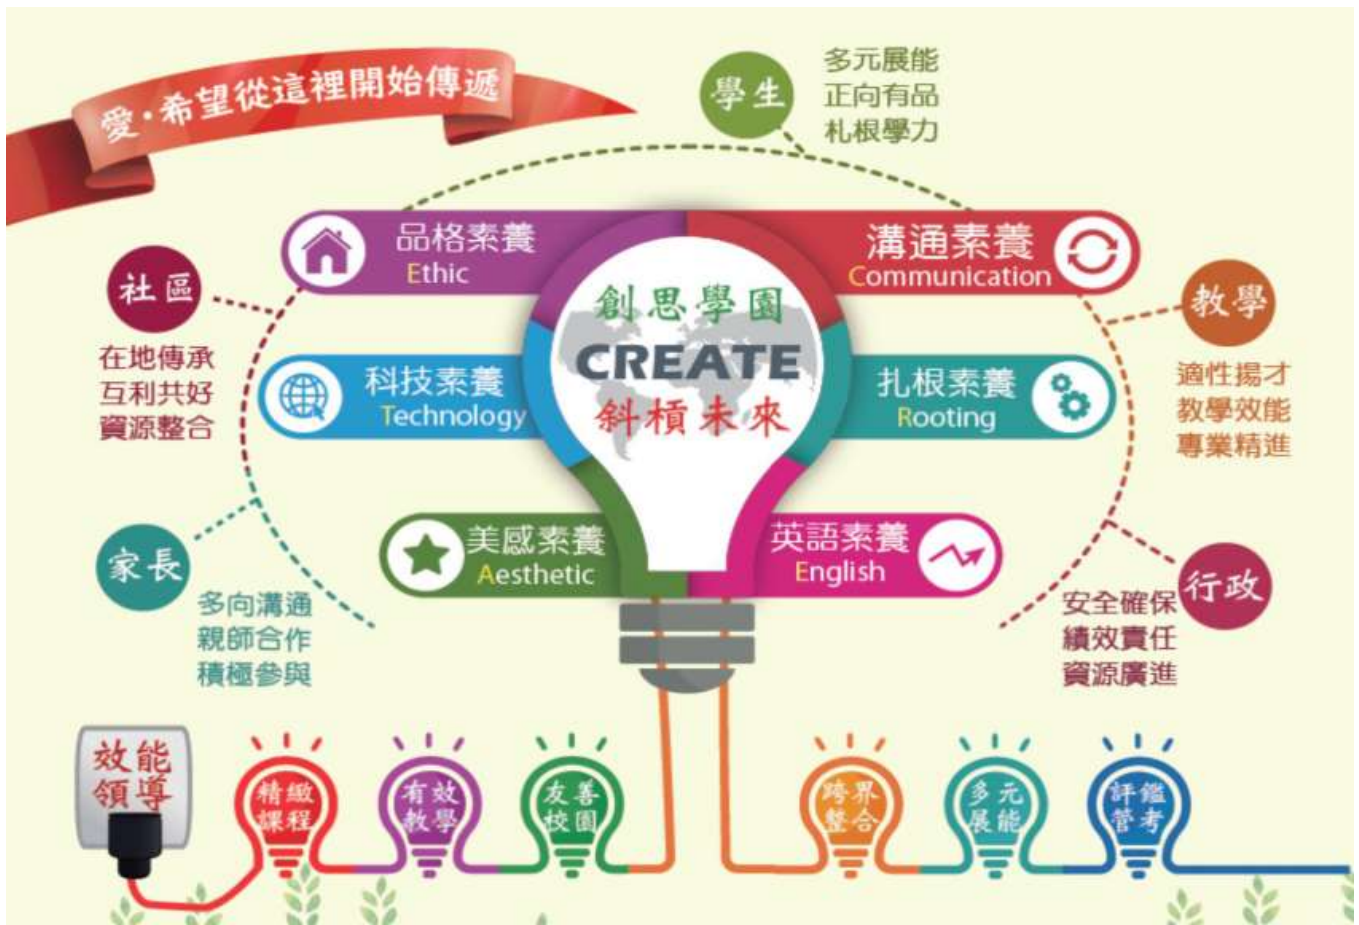 愛·希望從這裡開始傳遞
學生
多元展能
正向有品
札根學力
品格素養
Ethic
溝通素養
Communication
社區
在地傳承
互利共好
資源整合
創思學園
CREATE
斜槓未來
教學
適性揚才
教學效能
專業精進
科技素養
Technology
扎根素養
Rooting
美感素養
Aesthetic
英語素養
English
家長
多向溝通
親師合作
積極參與
行政
安全確保
績效責任
資源廣進
效能
領導
精緻
課程
有效
教學
友善
校園
跨界
整合
多元
展能
評鑑
管考